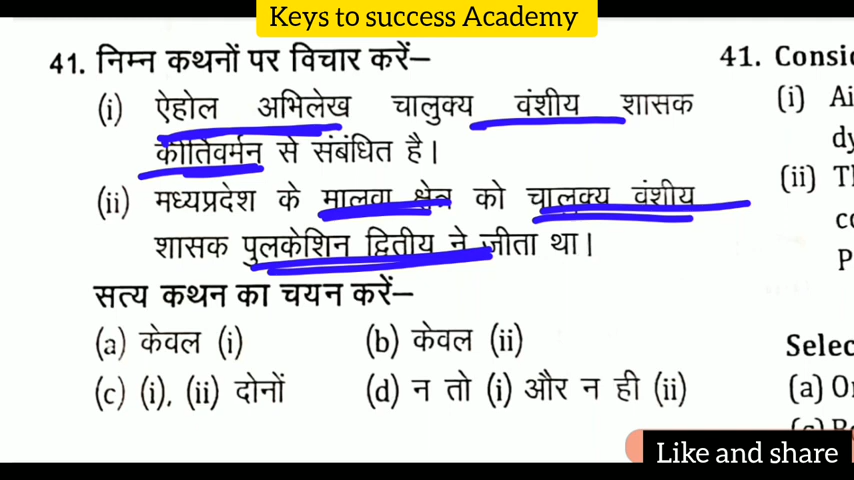 Keys to success Academy
41. निम्न कथनों पर विचार करें–
(i) ऐहोल अभिलेख चालुक्य वंशीय शासक
कीर्तिवर्मन से संबंधित है।
(ii) मध्यप्रदेश के मालवा क्षेत्र को चालुक्य वंशीय
शासक पुलकेशिन द्वितीय ने जीता था।
सत्य कथन का चयन करें–
(a) केवल (i) (b) केवल (ii)
(c) (i), (ii) दोनों (d) न तो (i) और न ही (ii)
41. Consid
(i) Ai
dy
(ii) T
co
P
Selec
(a) O
Like and share